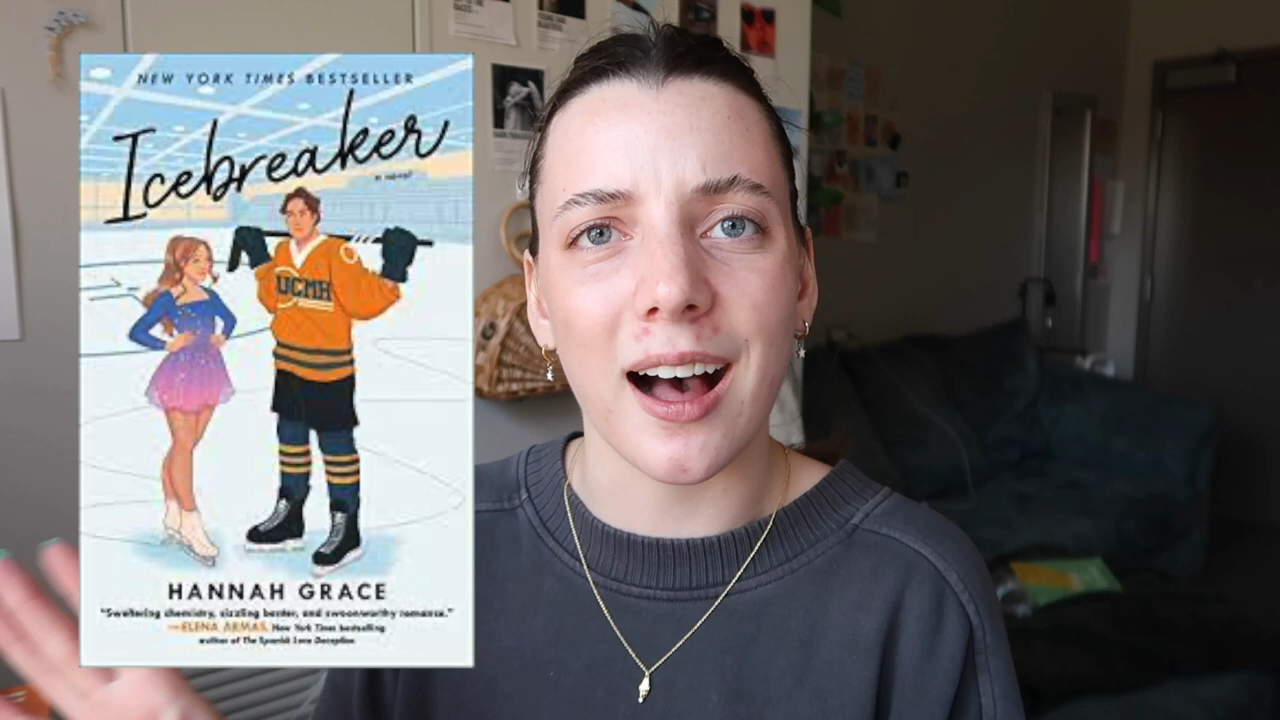 NEW YORK TIMES BESTSELLER
Icebreaker
a novel
UCMH
HANNAH GRACE
"Sweltering chemistry, sizzling banter, and swoonworthy romance."
—ELENA ARMAS, New York Times bestselling
author of The Spanish Love Deception